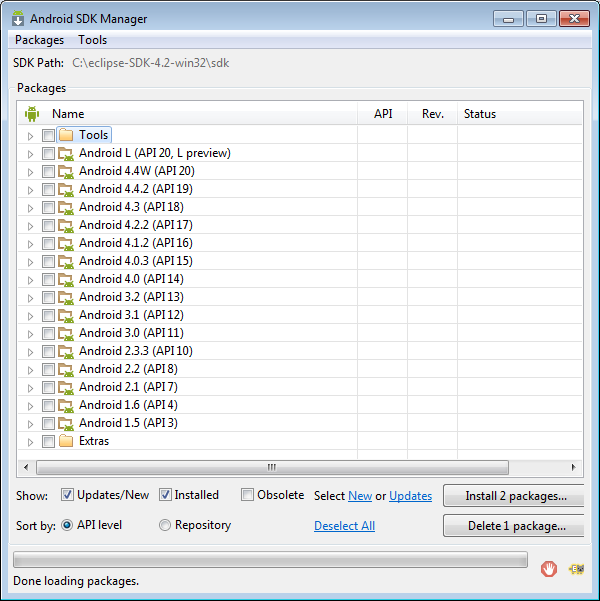 Android SDK Manager
Packages Tools
SDK Path: C:\eclipse-SDK-4.2-win32\sdk
Packages
Name API Rev. Status
Tools
Android L (API 20, L preview)
Android 4.4W (API 20)
Android 4.4.2 (API 19)
Android 4.3 (API 18)
Android 4.2.2 (API 17)
Android 4.1.2 (API 16)
Android 4.0.3 (API 15)
Android 4.0 (API 14)
Android 3.2 (API 13)
Android 3.1 (API 12)
Android 3.0 (API 11)
Android 2.3.3 (API 10)
Android 2.2 (API 8)
Android 2.1 (API 7)
Android 1.6 (API 4)
Android 1.5 (API 3)
Extras
Show: Updates/New Installed Obsolete Select New or Updates Install 2 packages...
Sort by: API level Repository Deselect All Delete 1 package...
Done loading packages.